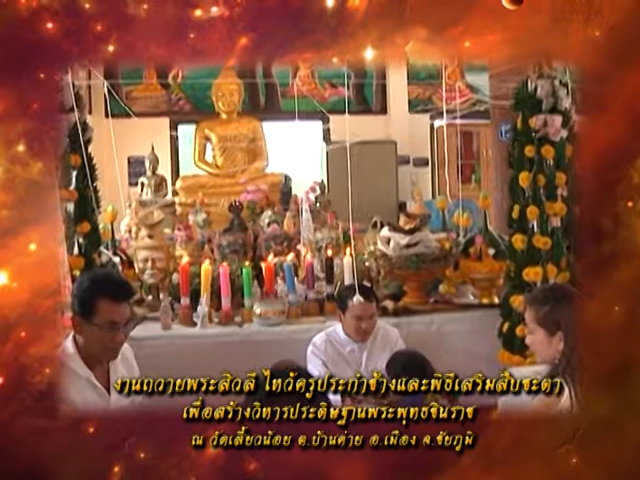 งานถวายพระสิวลี ไหว้ครูประกำช้างและพิธีเสริมสืบชะตา
เพื่อสร้างวิหารประดิษฐานพระพุทธชินราช
ณ วัดเสี้ยวน้อย ต.บ้านค่าย อ.เมือง จ.ชัยภูมิ